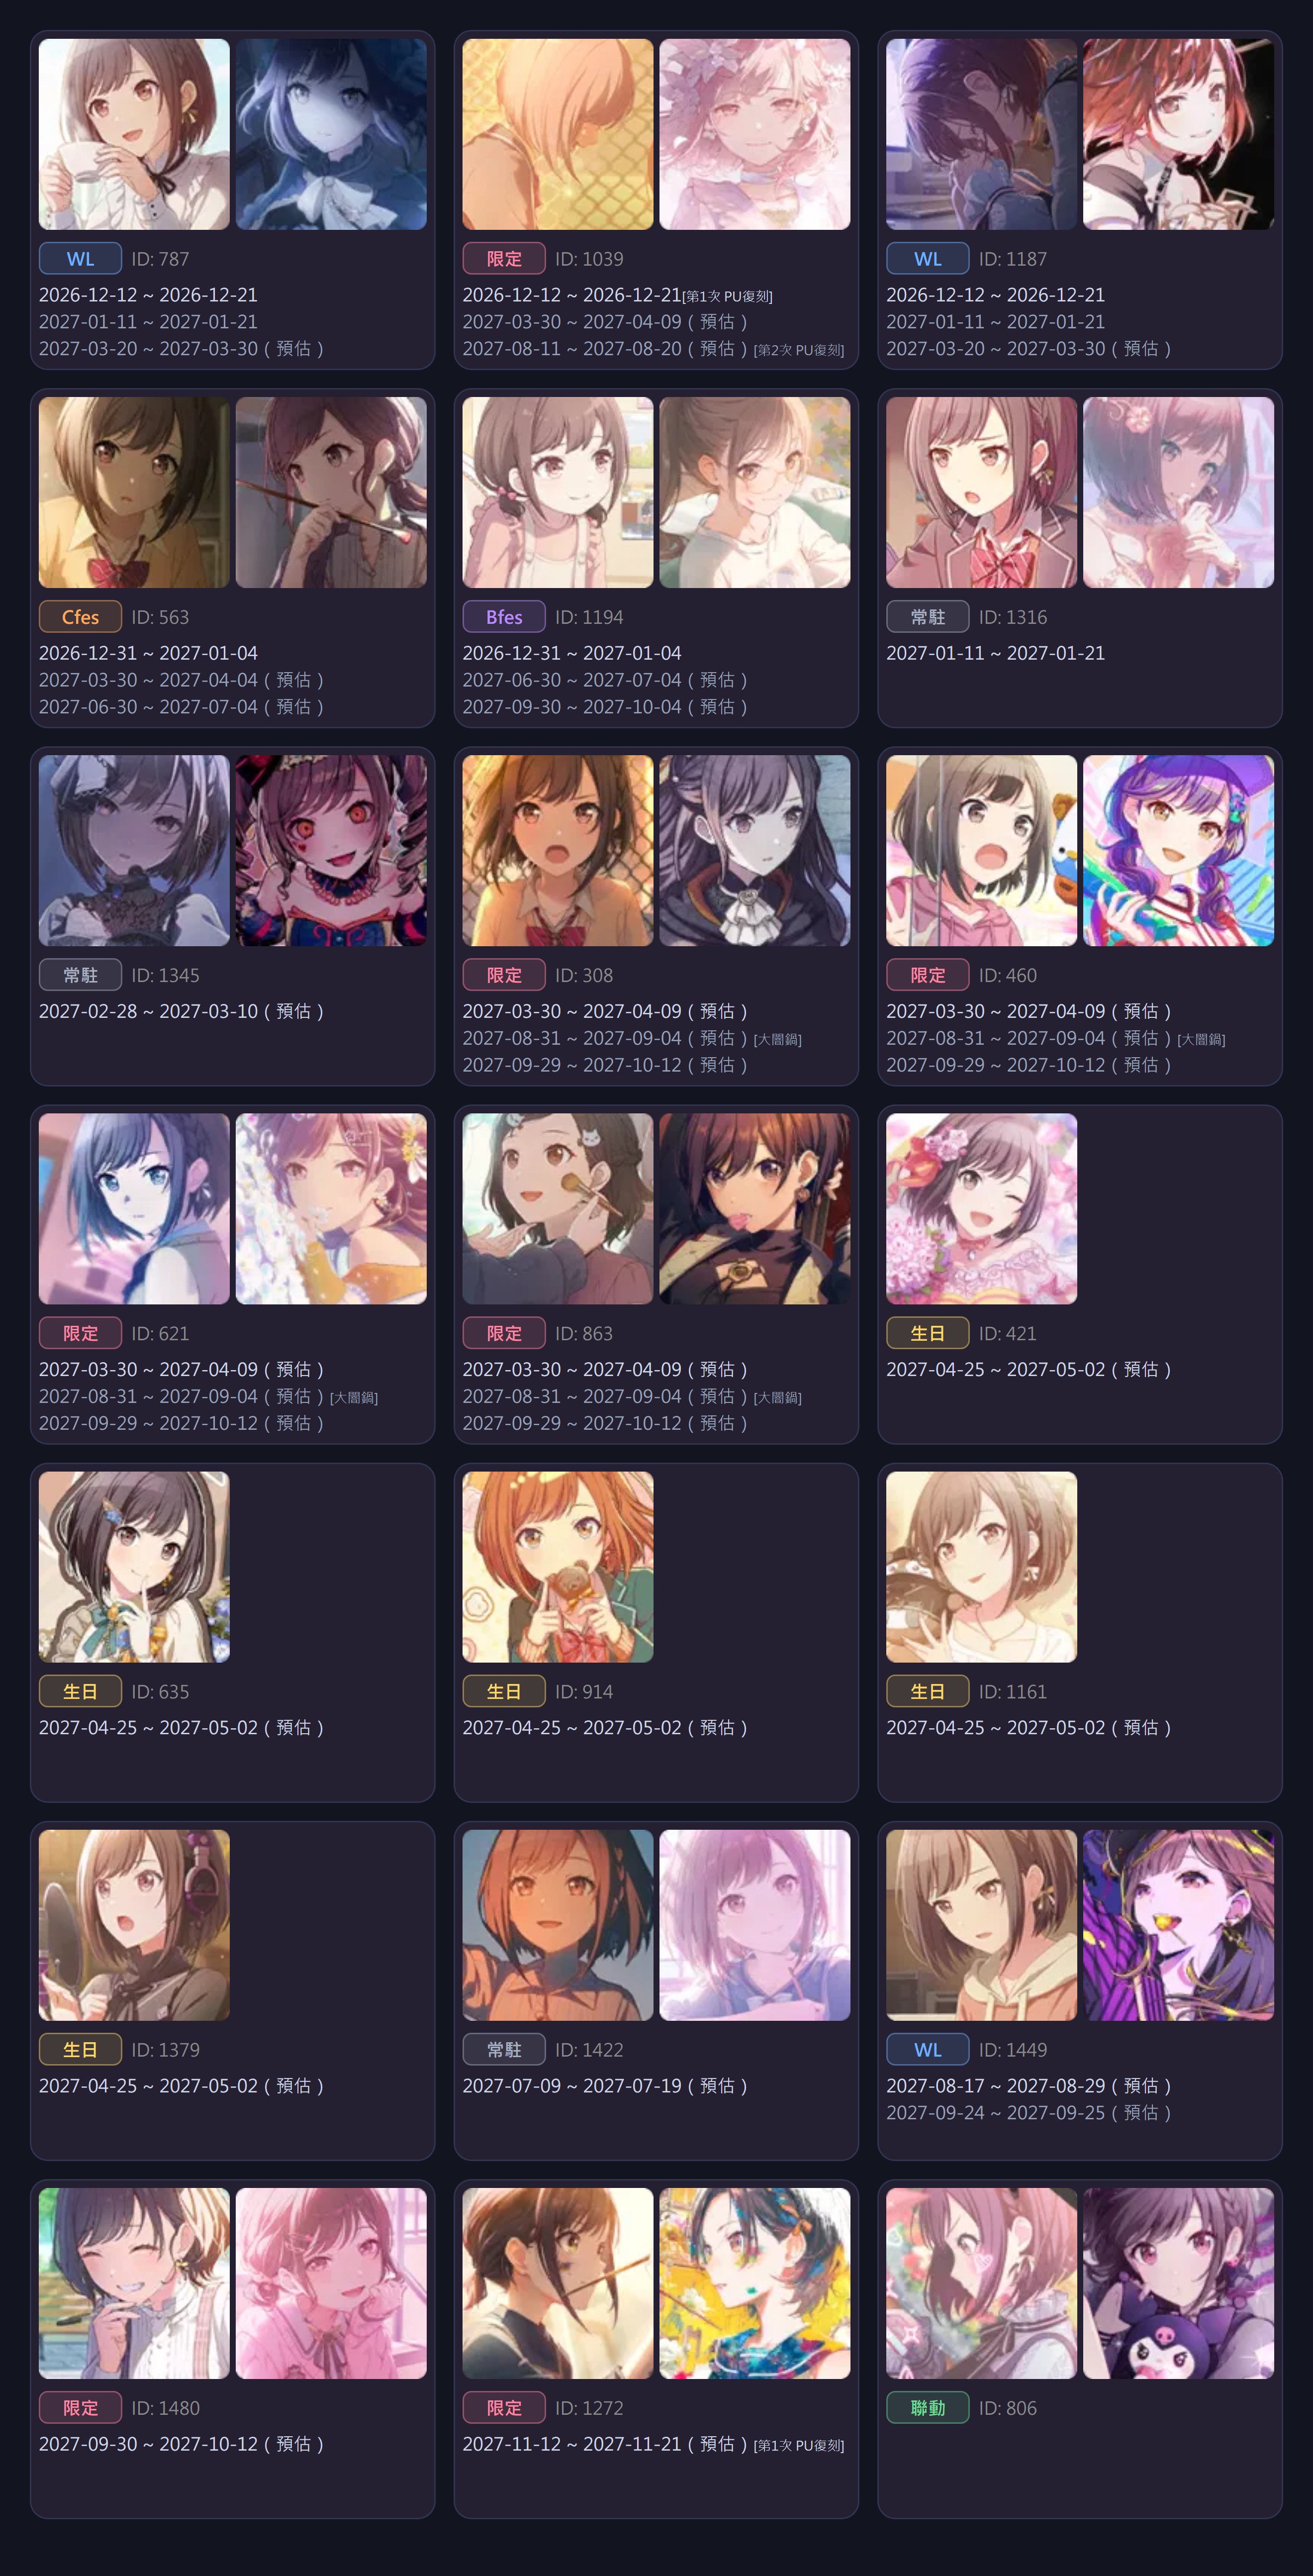 WL ID: 787
2026-12-12 ~ 2026-12-21
2027-01-11 ~ 2027-01-21
2027-03-20 ~ 2027-03-30 ( 預估 )
限定 ID: 1039
2026-12-12 ~ 2026-12-21[第1次 PU復刻]
2027-03-30 ~ 2027-04-09 ( 預估 )
2027-08-11 ~ 2027-08-20 ( 預估 ) [第2次 PU復刻]
WL ID: 1187
2026-12-12 ~ 2026-12-21
2027-01-11 ~ 2027-01-21
2027-03-20 ~ 2027-03-30 ( 預估 )
Cfes ID: 563
2026-12-31 ~ 2027-01-04
2027-03-30 ~ 2027-04-04 ( 預估 )
2027-06-30 ~ 2027-07-04 ( 預估 )
Bfes ID: 1194
2026-12-31 ~ 2027-01-04
2027-06-30 ~ 2027-07-04 ( 預估 )
2027-09-30 ~ 2027-10-04 ( 預估 )
常駐 ID: 1316
2027-01-11 ~ 2027-01-21
常駐 ID: 1345
2027-02-28 ~ 2027-03-10 ( 預估 )
限定 ID: 308
2027-03-30 ~ 2027-04-09 ( 預估 )
2027-08-31 ~ 2027-09-04 ( 預估 ) [大闇鍋]
2027-09-29 ~ 2027-10-12 ( 預估 )
限定 ID: 460
2027-03-30 ~ 2027-04-09 ( 預估 )
2027-08-31 ~ 2027-09-04 ( 預估 ) [大闇鍋]
2027-09-29 ~ 2027-10-12 ( 預估 )
限定 ID: 621
2027-03-30 ~ 2027-04-09 ( 預估 )
2027-08-31 ~ 2027-09-04 ( 預估 ) [大闇鍋]
2027-09-29 ~ 2027-10-12 ( 預估 )
限定 ID: 863
2027-03-30 ~ 2027-04-09 ( 預估 )
2027-08-31 ~ 2027-09-04 ( 預估 ) [大闇鍋]
2027-09-29 ~ 2027-10-12 ( 預估 )
生日 ID: 421
2027-04-25 ~ 2027-05-02 ( 預估 )
生日 ID: 635
2027-04-25 ~ 2027-05-02 ( 預估 )
生日 ID: 914
2027-04-25 ~ 2027-05-02 ( 預估 )
生日 ID: 1161
2027-04-25 ~ 2027-05-02 ( 預估 )
生日 ID: 1379
2027-04-25 ~ 2027-05-02 ( 預估 )
常駐 ID: 1422
2027-07-09 ~ 2027-07-19 ( 預估 )
WL ID: 1449
2027-08-17 ~ 2027-08-29 ( 預估 )
2027-09-24 ~ 2027-09-25 ( 預估 )
限定 ID: 1480
2027-09-30 ~ 2027-10-12 ( 預估 )
限定 ID: 1272
2027-11-12 ~ 2027-11-21 ( 預估 ) [第1次 PU復刻]
聯動 ID: 806